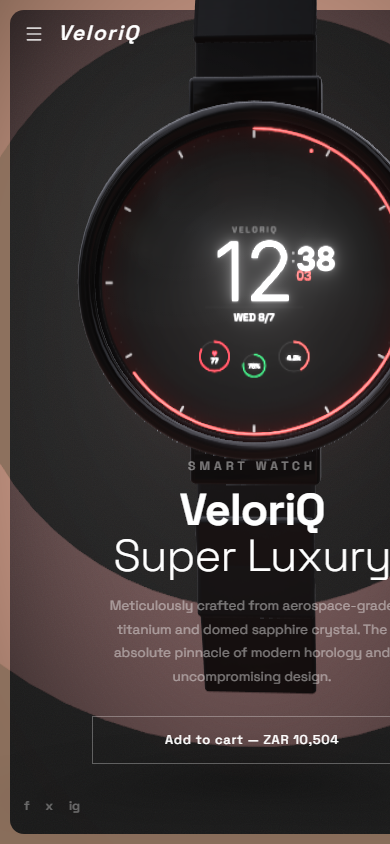 VeloriQ
VELORIQ
12:38
03
WED 8/7
77
76%
SMART WATCH
VeloriQ
Super Luxury
Meticulously crafted from aerospace-grade
titanium and domed sapphire crystal. The
absolute pinnacle of modern horology and
uncompromising design.
Add to cart — ZAR 10,504
f x ig